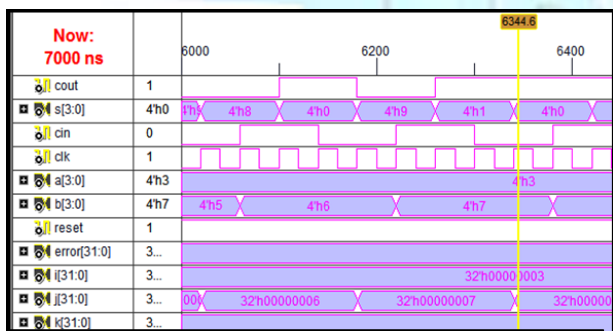 Now:
7000 ns
6344.6
6000 6200 6400
cout 1
s[3:0] 4'h0 4'h8 4'h0 4'h9 4'h1 4'h0
cin 0
clk 1
a[3:0] 4'h3 4'h3
b[3:0] 4'h7 4'h5 4'h6 4'h7
reset 1
error[31:0] 3...
i[31:0] 3... 32'h00000003
j[31:0] 3... 32'h00000006 32'h00000007 32'h00000
k[31:0] 3...